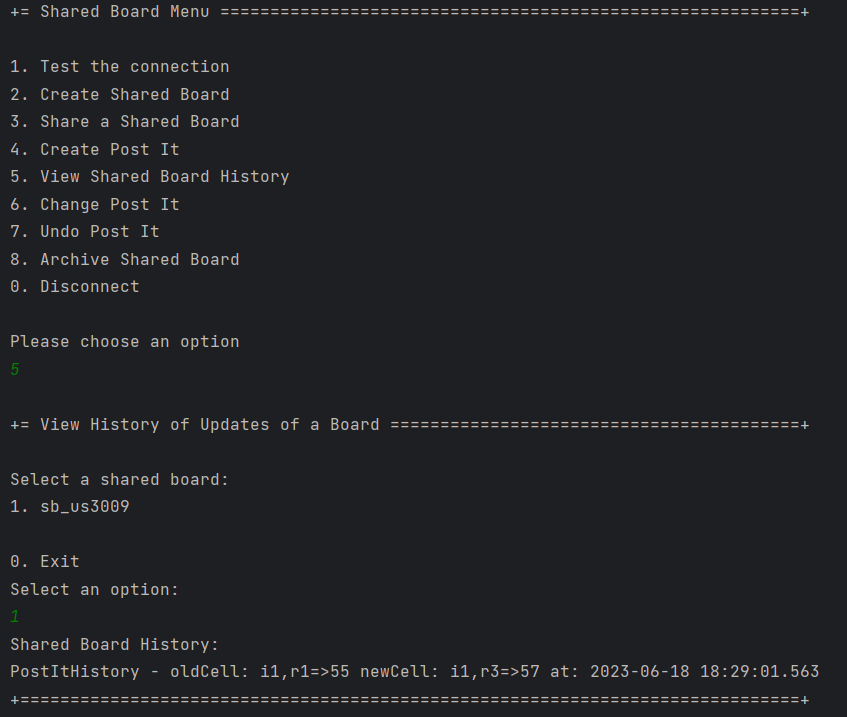 += Shared Board Menu ==========================================================+
1. Test the connection
2. Create Shared Board
3. Share a Shared Board
4. Create Post It
5. View Shared Board History
6. Change Post It
7. Undo Post It
8. Archive Shared Board
0. Disconnect
Please choose an option
5
+= View History of Updates of a Board =========================================+
Select a shared board:
1. sb_us3009
0. Exit
Select an option:
1
Shared Board History:
PostItHistory - oldCell: i1,r1=>55 newCell: i1,r3=>57 at: 2023-06-18 18:29:01.563
+==============================================================================+